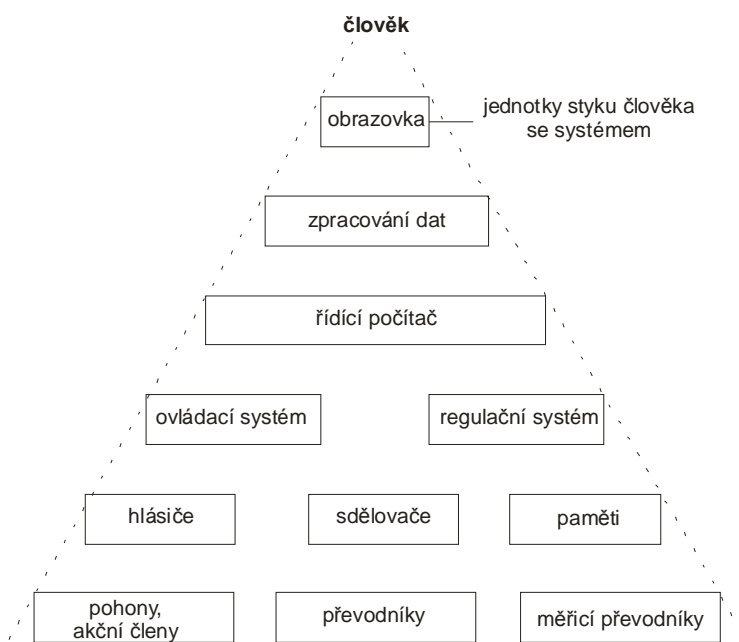 člověk
obrazovka
jednotky styku člověka
se systémem
zpracování dat
řídící počítač
ovládací systém
regulační systém
hlásiče
sdělovače
paměti
pohony,
akční členy
převodníky
měřicí převodníky